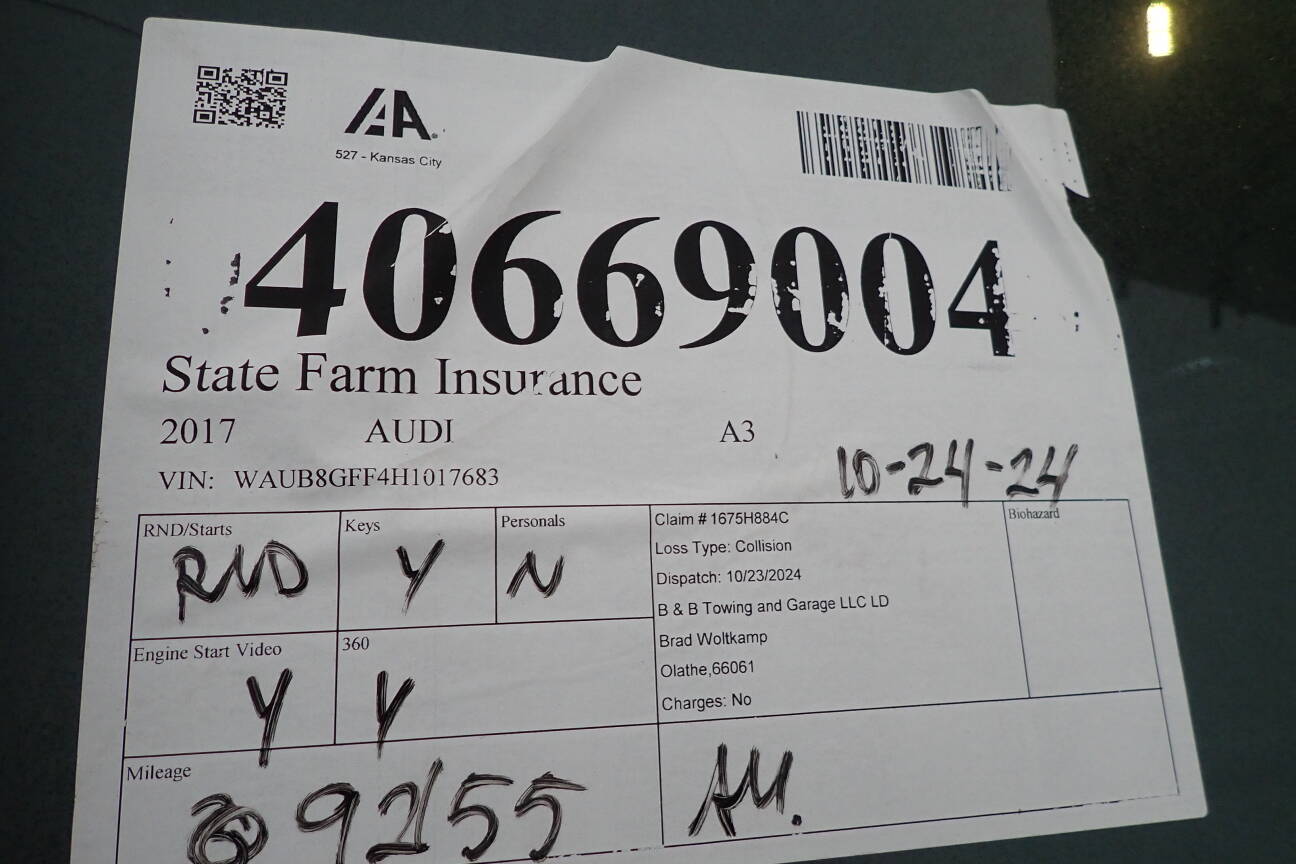 IAA.
527 - Kansas City
40669004
State Farm Insurance
2017 AUDI A3
VIN: WAUB8GFF4H1017683
10-24-24
RND/Starts
RND
Keys
Y
Personals
N
Claim # 1675H884C
Loss Type: Collision
Dispatch: 10/23/2024
B & B Towing and Garage LLC LD
Brad Woltkamp
Olathe,66061
Charges: No
Biohazard
Engine Start Video
Y
360
Y
Mileage
AM.